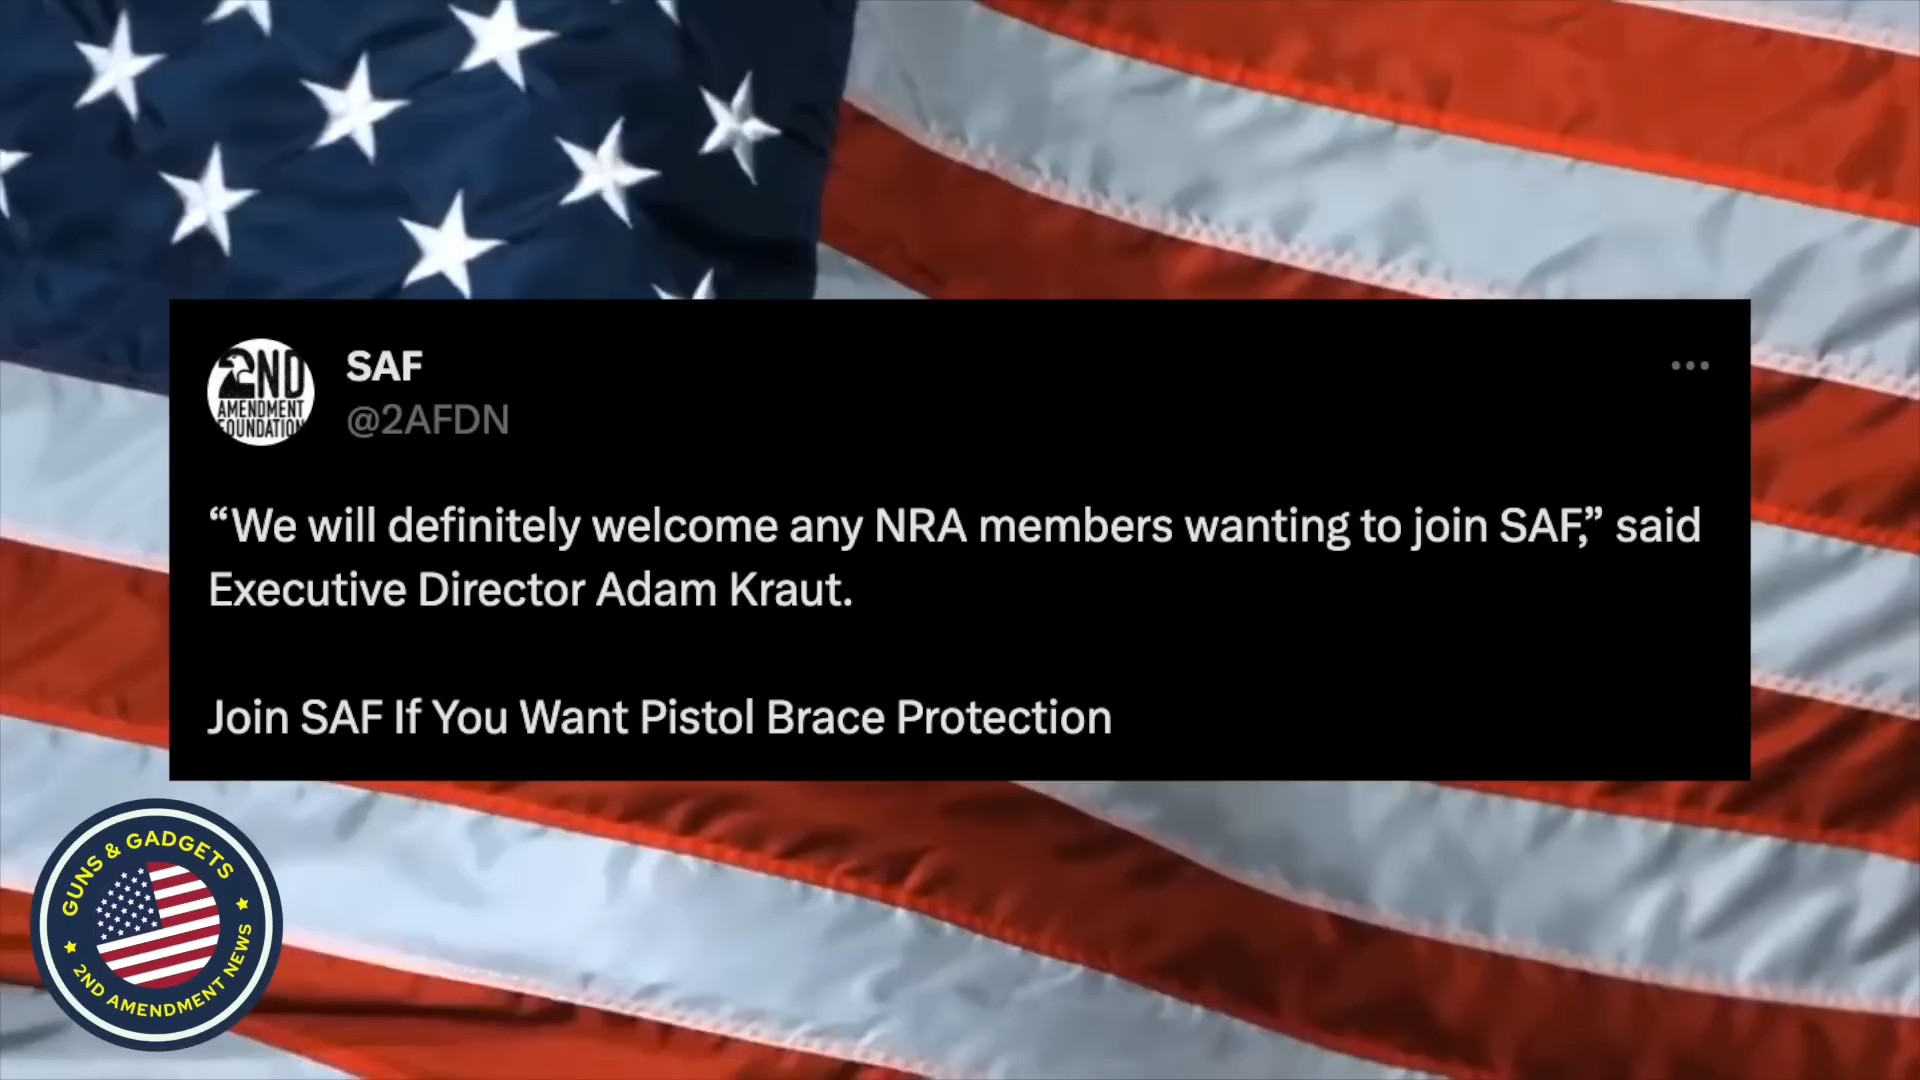 2ND
AMENDMENT
FOUNDATION
SAF
@2AFDN
“We will definitely welcome any NRA members wanting to join SAF,” said
Executive Director Adam Kraut.
Join SAF If You Want Pistol Brace Protection
GUNS & GADGETS
2ND AMENDMENT NEWS